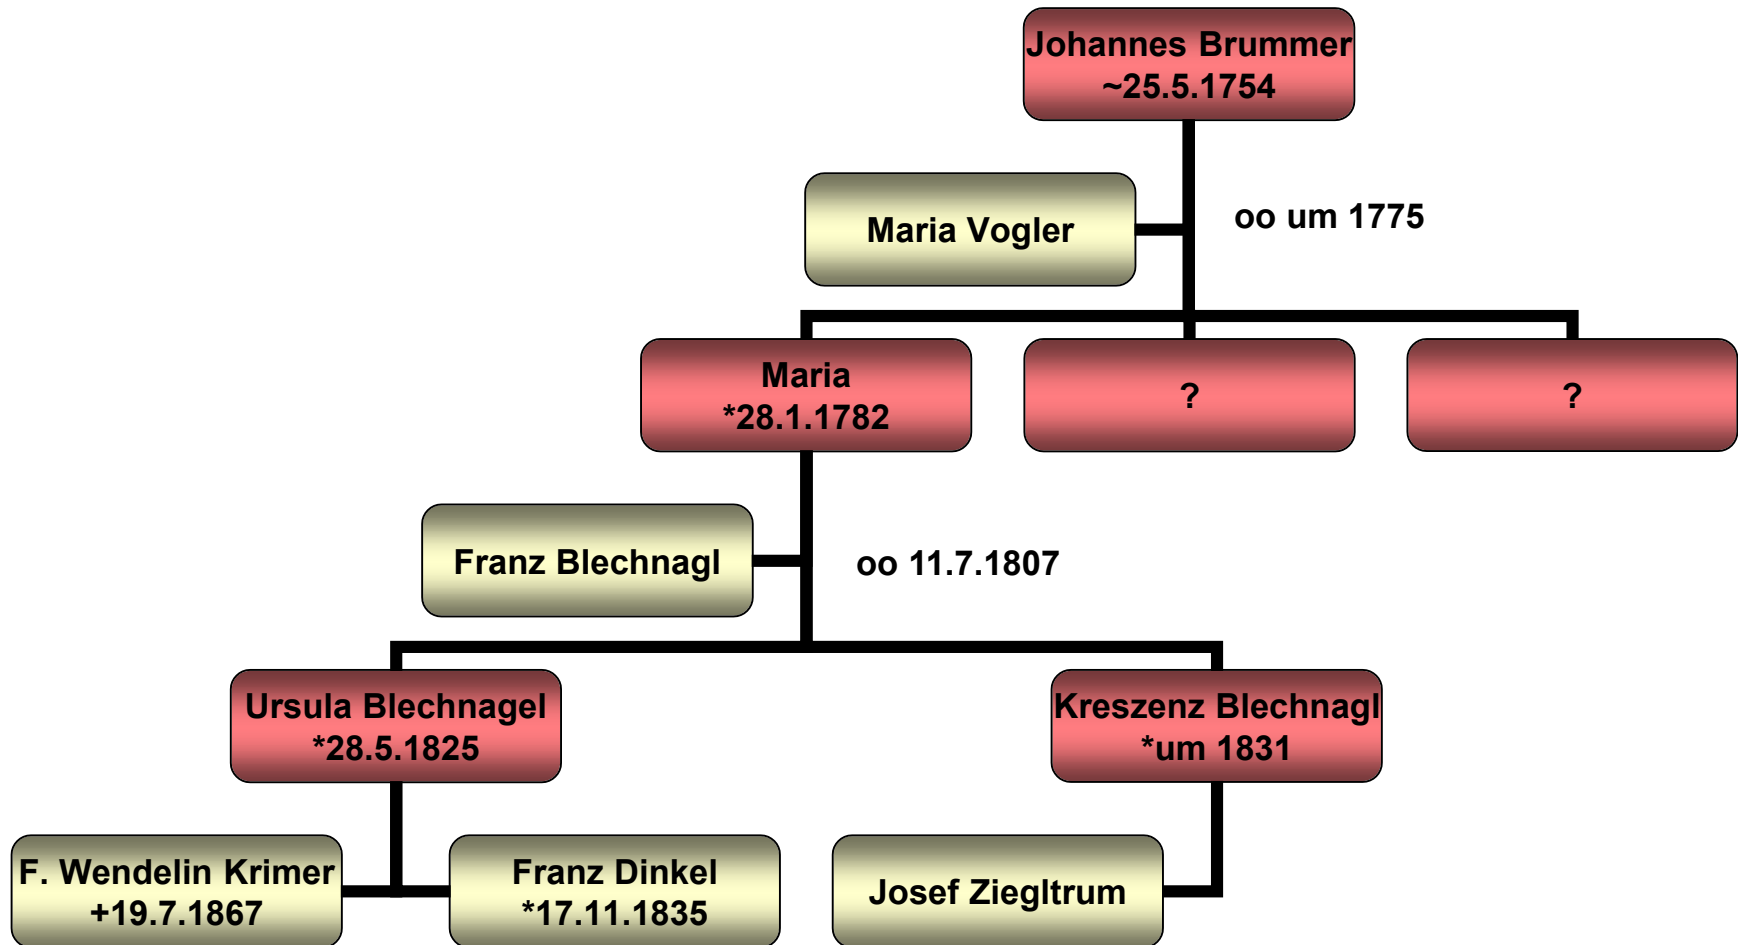 Johannes Brummer
~25.5.1754
Maria Vogler
oo um 1775
Maria
*28.1.1782
?
?
Franz Blechnagl
oo 11.7.1807
Ursula Blechnagel
*28.5.1825
Kreszenz Blechnagl
*um 1831
F. Wendelin Krimer
+19.7.1867
Franz Dinkel
*17.11.1835
Josef Ziegltrum